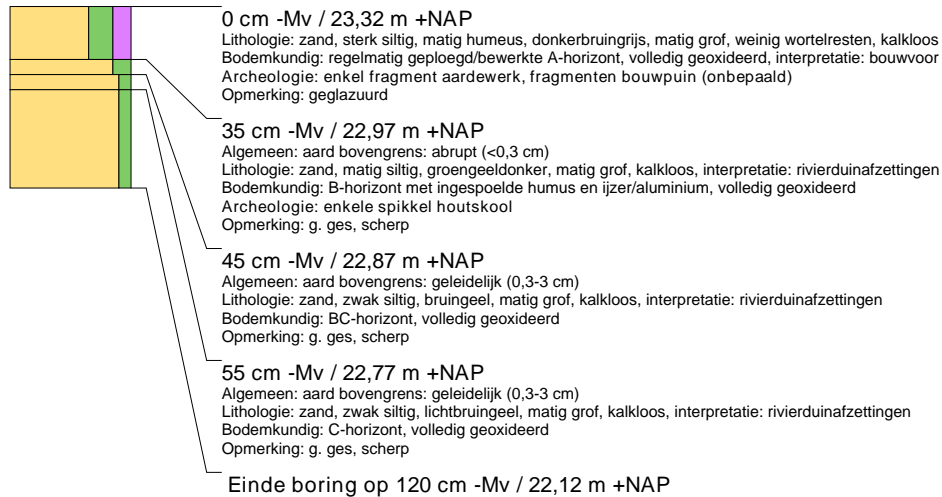 0 cm -Mv / 23,32 m +NAP
Lithologie: zand, sterk siltig, matig humeus, donkerbruingrijs, matig grof, weinig wortelresten, kalkloos
Bodemkundig: regelmatig geploegd/bewerkte A-horizont, volledig geoxideerd, interpretatie: bouwvoor
Archeologie: enkel fragment aardewerk, fragmenten bouwpuin (onbepaald)
Opmerking: geglazuurd
35 cm -Mv / 22,97 m +NAP
Algemeen: aard bovengrens: abrupt (<0,3 cm)
Lithologie: zand, matig siltig, groengeeldonker, matig grof, kalkloos, interpretatie: rivierduinafzettingen
Bodemkundig: B-horizont met ingespoelde humus en ijzer/aluminium, volledig geoxideerd
Archeologie: enkele spikkel houtskool
Opmerking: g. ges, scherp
45 cm -Mv / 22,87 m +NAP
Algemeen: aard bovengrens: geleidelijk (0,3-3 cm)
Lithologie: zand, zwak siltig, bruingeel, matig grof, kalkloos, interpretatie: rivierduinafzettingen
Bodemkundig: BC-horizont, volledig geoxideerd
Opmerking: g. ges, scherp
55 cm -Mv / 22,77 m +NAP
Algemeen: aard bovengrens: geleidelijk (0,3-3 cm)
Lithologie: zand, zwak siltig, lichtbruingeel, matig grof, kalkloos, interpretatie: rivierduinafzettingen
Bodemkundig: C-horizont, volledig geoxideerd
Opmerking: g. ges, scherp
Einde boring op 120 cm -Mv / 22,12 m +NAP